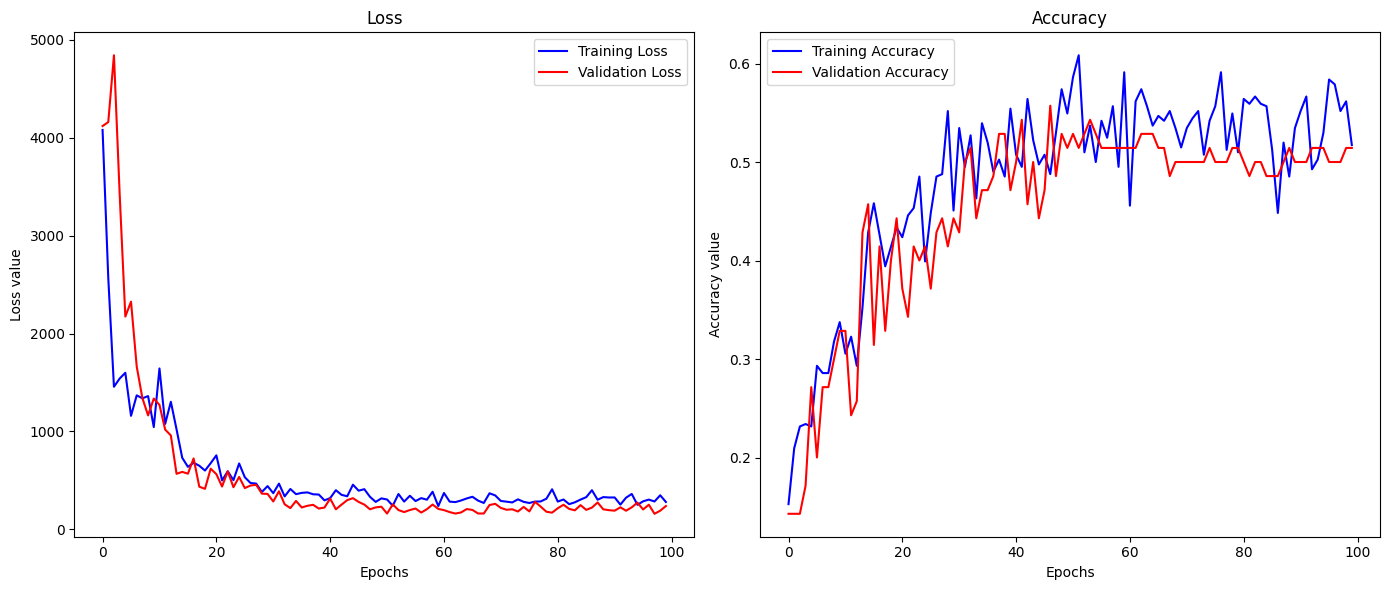 Loss
Training Loss
Validation Loss
Loss value
5000
4000
3000
2000
1000
0
0 20 40 60 80 100
Epochs
Accuracy
Training Accuracy
Validation Accuracy
Accuracy value
0.6
0.5
0.4
0.3
0.2
0 20 40 60 80 100
Epochs